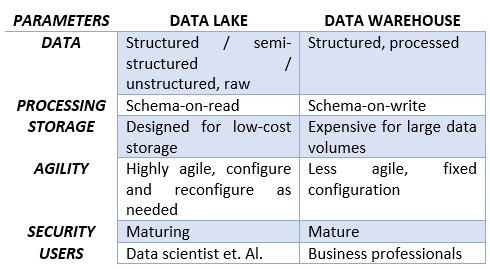 PARAMETERS DATA LAKE DATA WAREHOUSE
DATA Structured / semi- Structured, processed
structured /
unstructured, raw
PROCESSING Schema-on-read Schema-on-write
STORAGE Designed for low-cost Expensive for large data
storage volumes
AGILITY Highly agile, configure Less agile, fixed
and reconfigure as configuration
needed
SECURITY Maturing Mature
USERS Data scientist et. Al. Business professionals